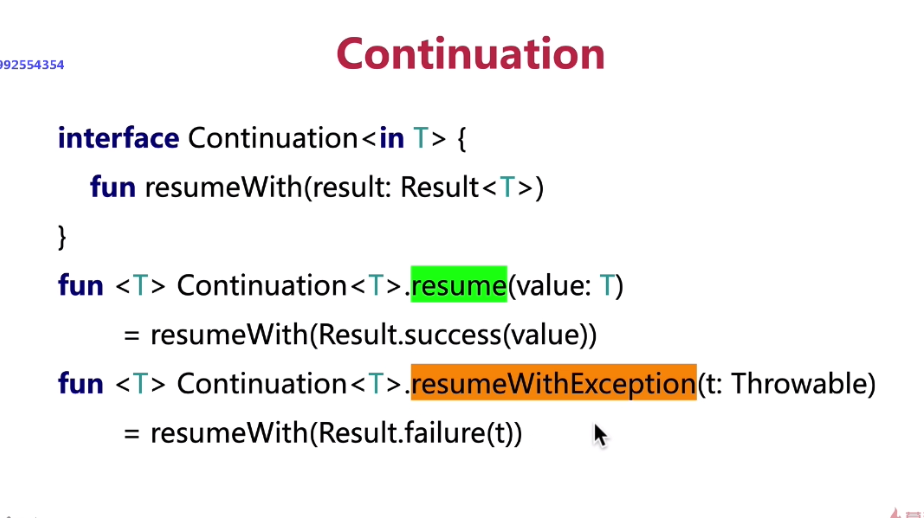 Continuation
992554354
interface Continuation<in T> {
fun resumeWith(result: Result<T>)
}
fun <T> Continuation<T>.resume(value: T)
= resumeWith(Result.success(value))
fun <T> Continuation<T>.resumeWithException(t: Throwable)
= resumeWith(Result.failure(t))